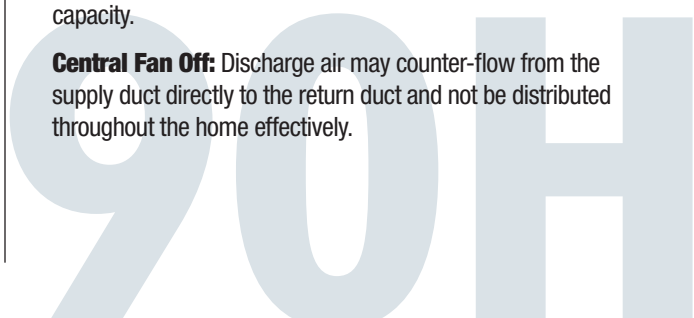 capacity.
Central Fan Off: Discharge air may counter-flow from the
supply duct directly to the return duct and not be distributed
throughout the home effectively.
90H